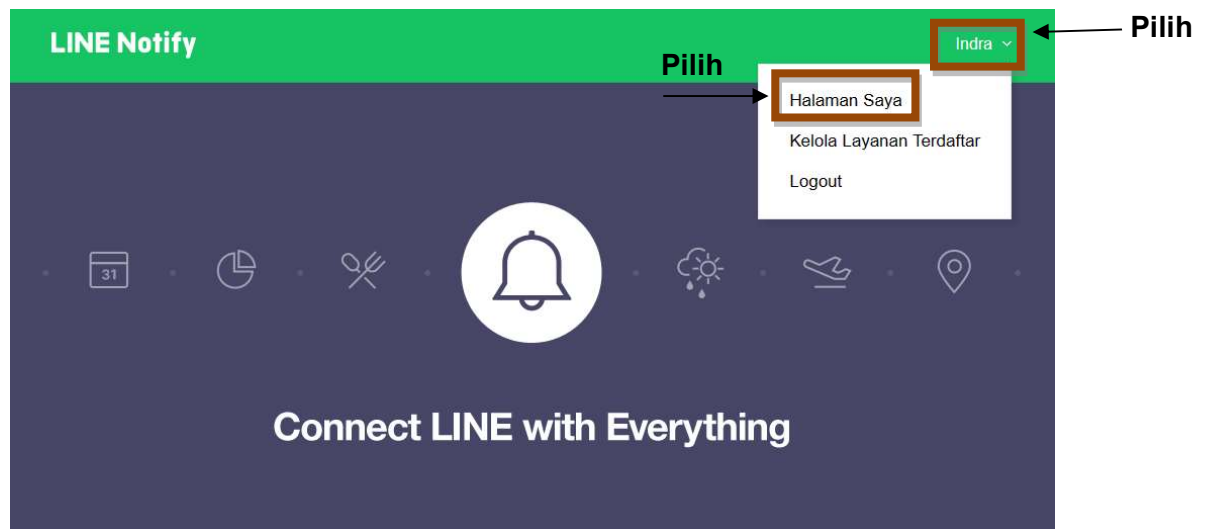 LINE Notify
Indra
Pilih
Pilih
Halaman Saya
Kelola Layanan Terdaftar
Logout
31
Connect LINE with Everything